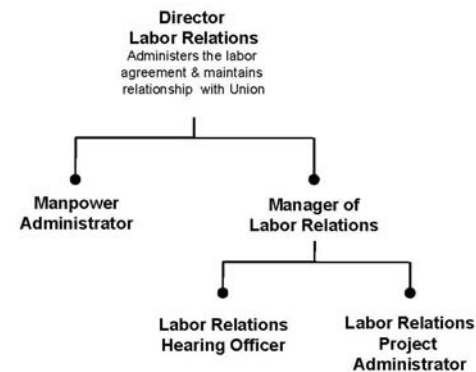 Director
Labor Relations
Administers the labor
agreement & maintains
relationship with Union
Manpower
Administrator
Manager of
Labor Relations
Labor Relations
Hearing Officer
Labor Relations
Project
Administrator